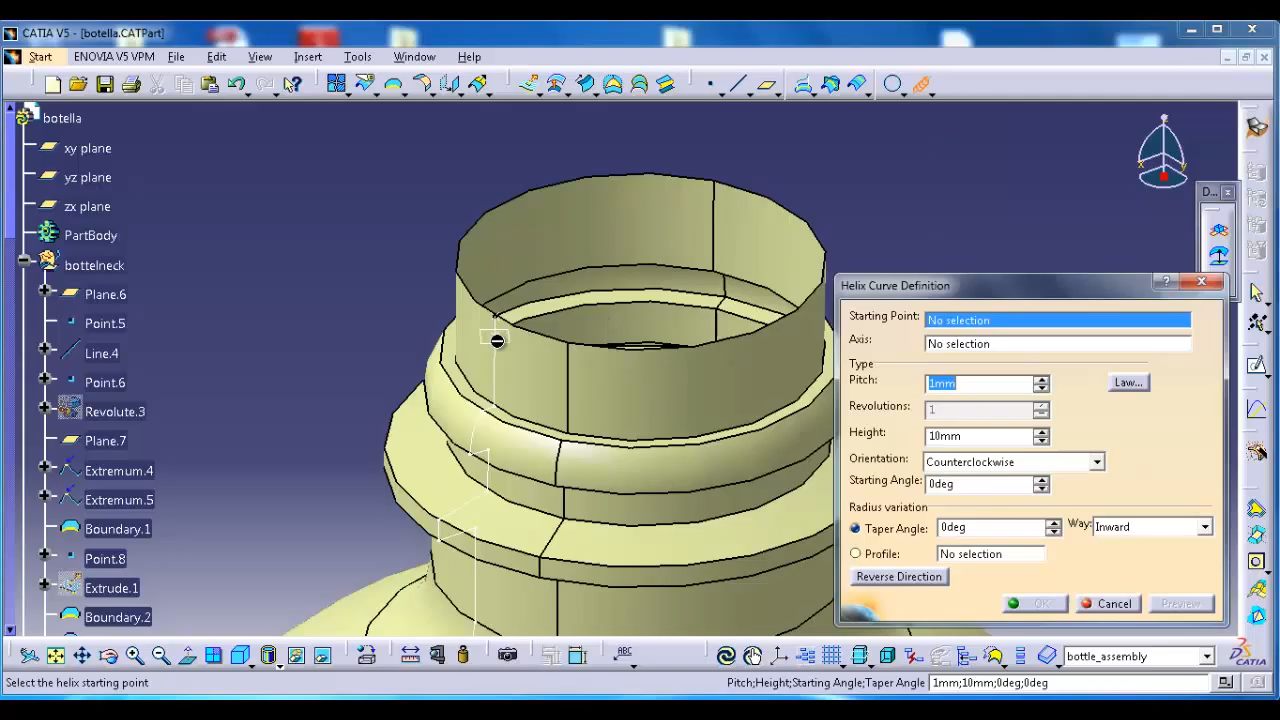 CATIA V5 - [botella.CATPart]
Start ENOVIA V5 VPM File Edit View Insert Tools Window Help
botella
xy plane
yz plane
zx plane
PartBody
bottelneck
Plane.6
Point.5
Line.4
Point.6
Revolute.3
Plane.7
Extremum.4
Extremum.5
Boundary.1
Point.8
Extrude.1
Boundary.2
D...
Helix Curve Definition
Starting Point: No selection
Axis: No selection
Type
Pitch: 1mm Law...
Revolutions: 1
Height: 10mm
Orientation: Counterclockwise
Starting Angle: 0deg
Radius variation
Taper Angle: 0deg Way: Inward
Profile: No selection
Reverse Direction
OK Cancel Preview
ABC
bottle_assembly
CATIA
Select the helix starting point
Pitch;Height;Starting Angle;Taper Angle 1mm;10mm;0deg;0deg